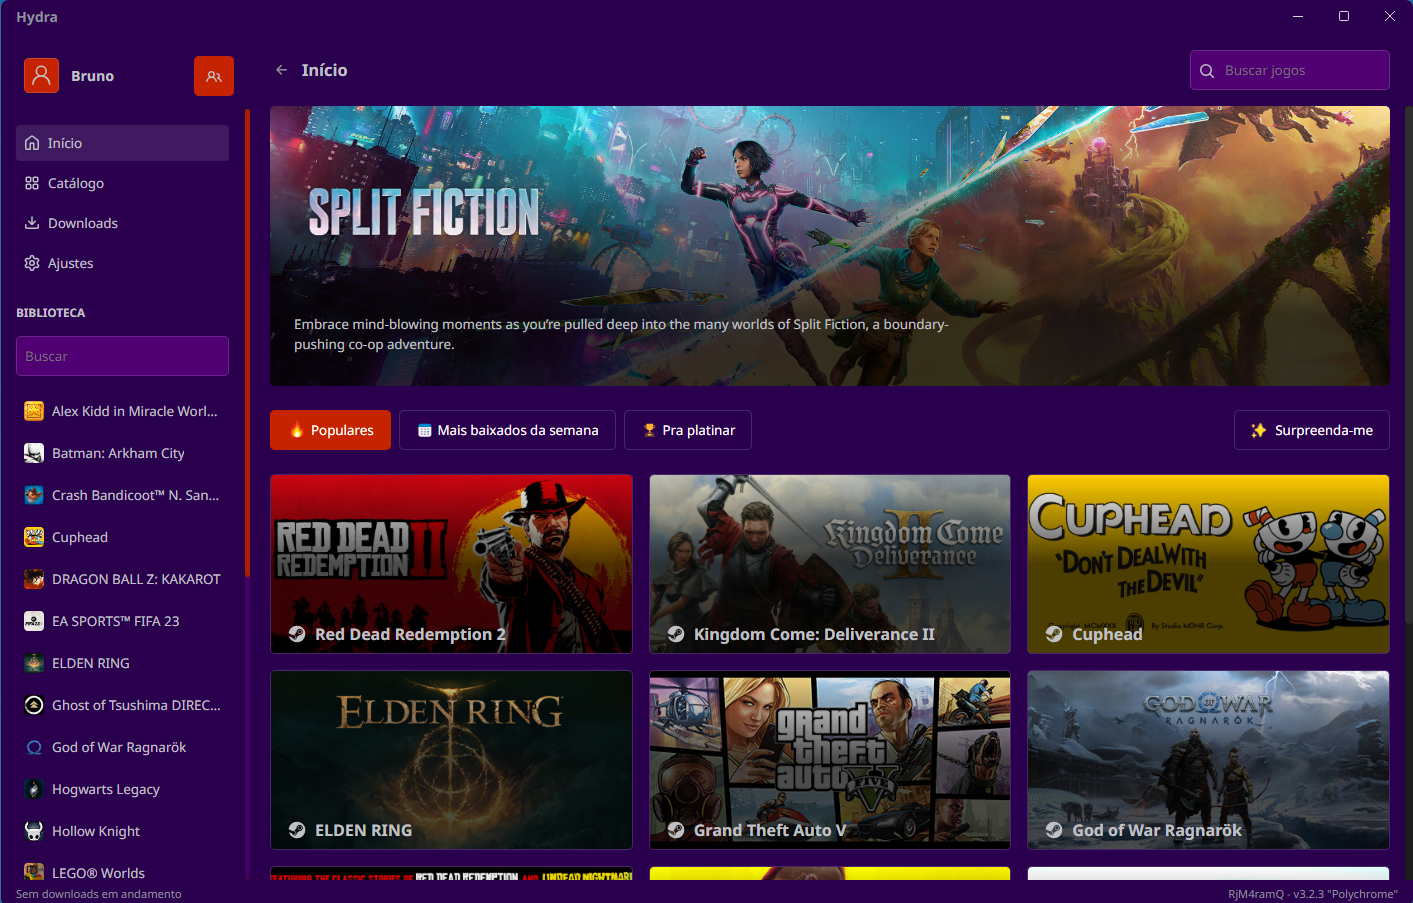 Hydra
Bruno
Início
Catálogo
Downloads
Ajustes
BIBLIOTECA
Buscar
Alex Kidd in Miracle Worl...
Batman: Arkham City
Crash Bandicoot™ N. San...
Cuphead
DRAGON BALL Z: KAKAROT
EA SPORTS™ FIFA 23
ELDEN RING
Ghost of Tsushima DIREC...
God of War Ragnarök
Hogwarts Legacy
Hollow Knight
LEGO® Worlds
Sem downloads em andamento
Início
Buscar jogos
SPLIT FICTION
Embrace mind-blowing moments as you're pulled deep into the many worlds of Split Fiction, a boundary-
pushing co-op adventure.
Populares
Mais baixados da semana
Pra platinar
Surpreenda-me
RED DEAD
REDEMPTION II
Red Dead Redemption 2
KINGDOM COME II
DELIVERANCE
Kingdom Come: Deliverance II
CUPHEAD
"DON'T DEAL WITH
THE DEVIL"
Copyright, MCMXXX By Studio MDHR Corp.
Cuphead
ELDEN RING
ELDEN RING
grand
theft
auto V
FIVE
Grand Theft Auto V
GOD OF WAR
RAGNARÖK
God of War Ragnarök
FEATURING THE CLASSIC STORIES OF RED DEAD REDEMPTION AND UNDEAD NIGHTMARE
RjM4ramQ - v3.2.3 "Polychrome"